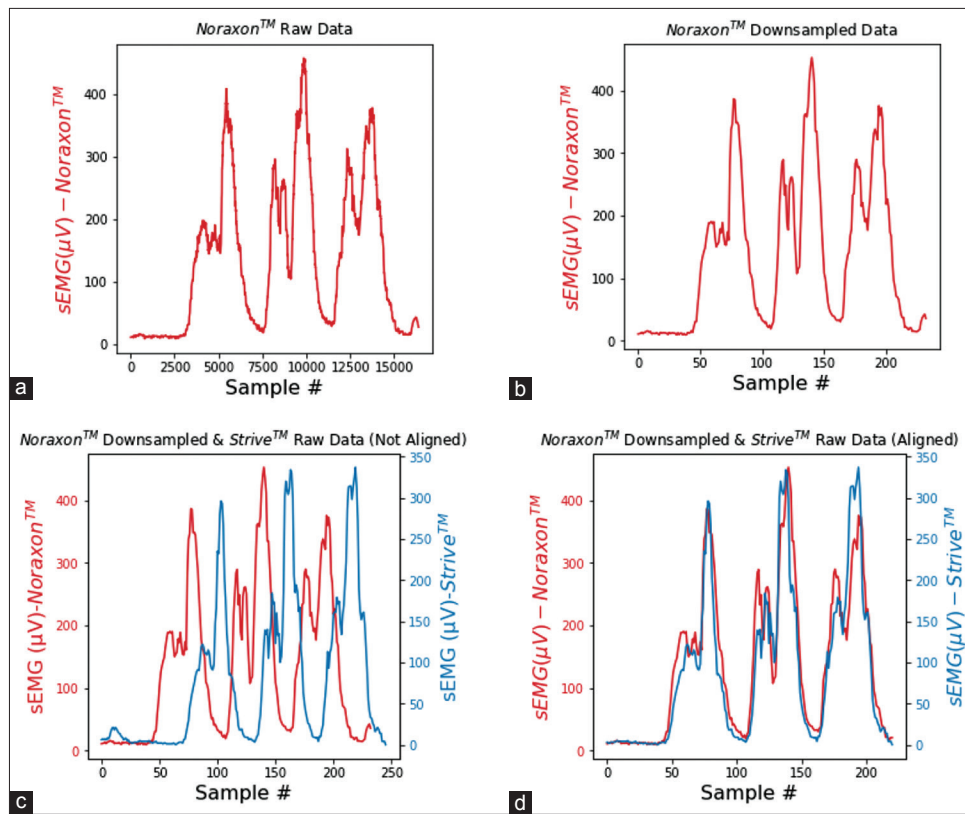 Noraxon™ Raw Data
sEMG(µV) − Noraxon™
400
300
200
100
0
0 2500 5000 7500 10000 12500 15000
Sample #
a
Noraxon™ Downsampled Data
sEMG(µV) − Noraxon™
400
300
200
100
0
0 50 100 150 200
Sample #
b
Noraxon™ Downsampled & Strive™ Raw Data (Not Aligned)
sEMG (µV)-Noraxon™
400
300
200
100
0
350
300
250
200
150
100
50
0
sEMG (µV)-Strive™
0 50 100 150 200 250
Sample #
c
Noraxon™ Downsampled & Strive™ Raw Data (Aligned)
sEMG(µV) − Noraxon™
400
300
200
100
0
350
300
250
200
150
100
50
0
sEMG(µV) − Strive™
0 50 100 150 200
Sample #
d